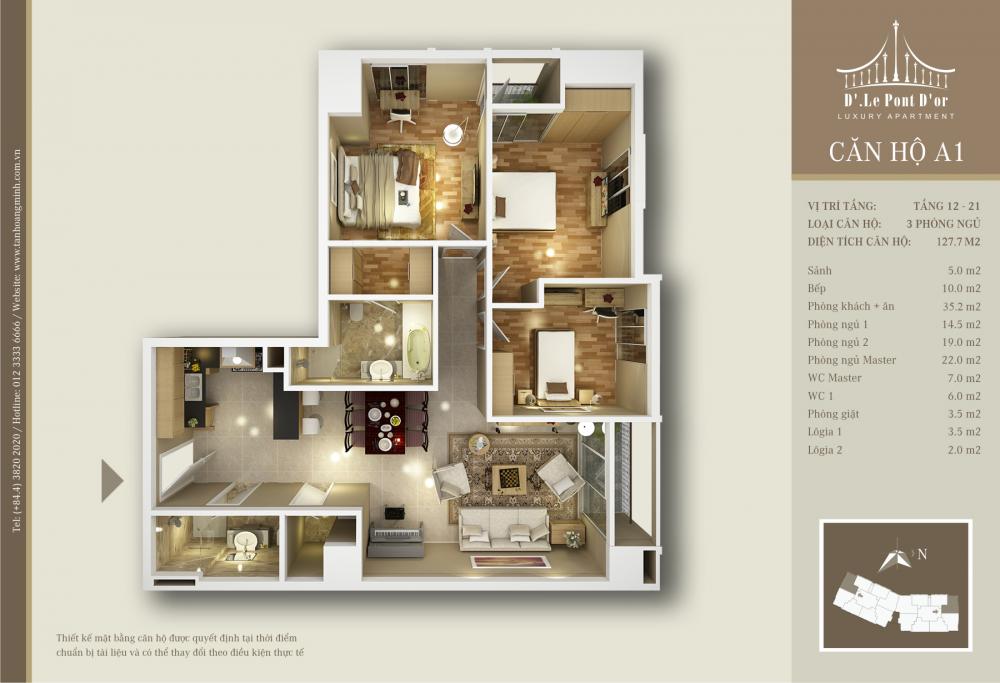 D'.Le Pont D'or
LUXURY APARTMENT
CĂN HỘ A1
VỊ TRÍ TẦNG: TẦNG 12 - 21
LOẠI CĂN HỘ: 3 PHÒNG NGỦ
DIỆN TÍCH CĂN HỘ: 127.7 M2
Sảnh 5.0 m2
Bếp 10.0 m2
Phòng khách + ăn 35.2 m2
Phòng ngủ 1 14.5 m2
Phòng ngủ 2 19.0 m2
Phòng ngủ Master 22.0 m2
WC Master 7.0 m2
WC 1 6.0 m2
Phòng giặt 3.5 m2
Lôgia 1 3.5 m2
Lôgia 2 2.0 m2
N
Thiết kế mặt bằng căn hộ được quyết định tại thời điểm
chuẩn bị tài liệu và có thể thay đổi theo điều kiện thực tế
Tel: (+84.4) 3820 2020 / Hotline: 012 3333 6666 / Website: www.tanhoangminh.com.vn